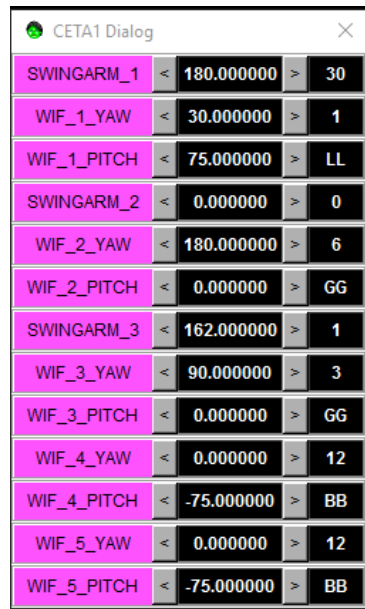 CETA1 Dialog
SWINGARM_1 < 180.000000 > 30
WIF_1_YAW < 30.000000 > 1
WIF_1_PITCH < 75.000000 > LL
SWINGARM_2 < 0.000000 > 0
WIF_2_YAW < 180.000000 > 6
WIF_2_PITCH < 0.000000 > GG
SWINGARM_3 < 162.000000 > 1
WIF_3_YAW < 90.000000 > 3
WIF_3_PITCH < 0.000000 > GG
WIF_4_YAW < 0.000000 > 12
WIF_4_PITCH < -75.000000 > BB
WIF_5_YAW < 0.000000 > 12
WIF_5_PITCH < -75.000000 > BB